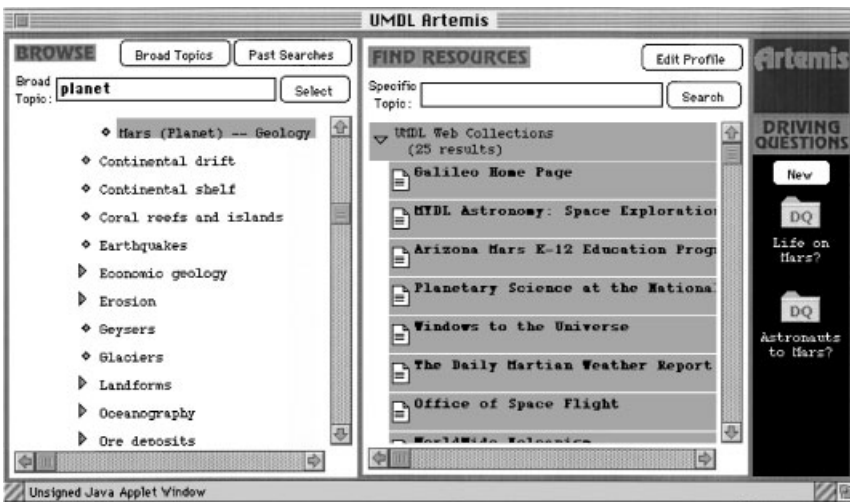 UMDL Artemis
BROWSE
Broad Topics
Past Searches
Broad
Topic:
planet
Select
Mars (Planet) -- Geology
Continental drift
Continental shelf
Coral reefs and islands
Earthquakes
Economic geology
Erosion
Geysers
Glaciers
Landforms
Oceanography
Ore deposits
FIND RESOURCES
Edit Profile
Specific
Topic:
Search
UMDL Web Collections
(25 results)
Galileo Home Page
MYDL Astronomy: Space Exploration
Arizona Mars K-12 Education Prog
Planetary Science at the National
Windows to the Universe
The Daily Martian Weather Report
Office of Space Flight
Artemis
DRIVING
QUESTIONS
New
DQ
Life on
Mars?
DQ
Astronauts
to Mars?
Unsigned Java Applet Window